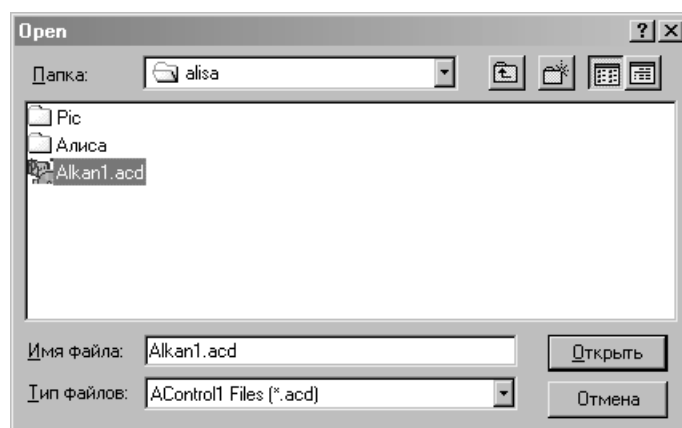 Open
Папка: alisa
Pic
Алиса
Alkan1.acd
Имя файла: Alkan1.acd Открыть
Тип файлов: AControl1 Files (*.acd) Отмена